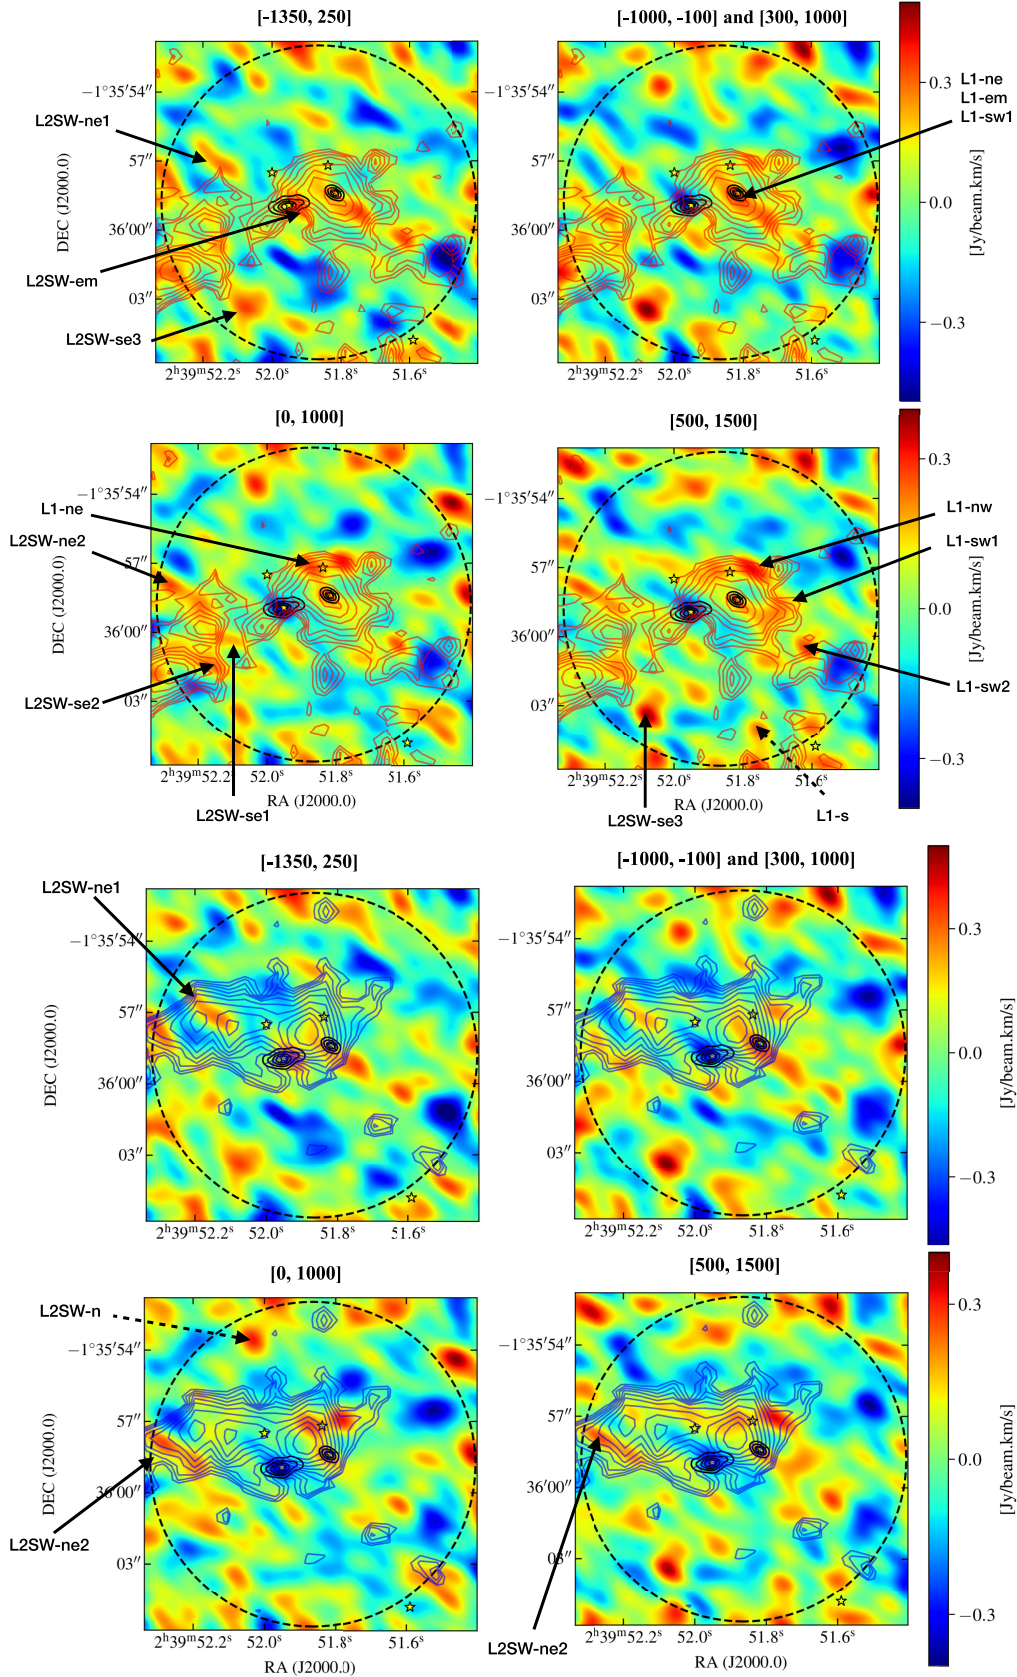 [-1350, 250]
[-1000, -100] and [300, 1000]
L2SW-ne1
L2SW-em
L2SW-se3
L1-ne
L1-em
L1-sw1
DEC (J2000.0)
−1°35′54″
57″
36′00″
03″
2ʰ39ᵐ52.2ˢ 52.0ˢ 51.8ˢ 51.6ˢ
52.2ˢ 52.0ˢ 51.8ˢ 51.6ˢ
0.3
0.0
−0.3
[Jy/beam.km/s]
[0, 1000]
[500, 1500]
L1-ne
L2SW-ne2
L2SW-se2
L2SW-se1
L1-nw
L1-sw1
L1-sw2
L2SW-se3
L1-s
DEC (J2000.0)
−1°35′54″
57″
36′00″
03″
−1°35′54″
57″
36′00″
03″
2ʰ39ᵐ52.2ˢ 52.0ˢ 51.8ˢ 51.6ˢ
52.2ˢ 52.0ˢ 51.8ˢ 51.6ˢ
RA (J2000.0)
RA (J2000.0)
0.3
0.0
−0.3
[Jy/beam.km/s]
[-1350, 250]
[-1000, -100] and [300, 1000]
L2SW-ne1
DEC (J2000.0)
−1°35′54″
57″
36′00″
03″
−1°35′54″
57″
36′00″
03″
2ʰ39ᵐ52.2ˢ 52.0ˢ 51.8ˢ 51.6ˢ
52.2ˢ 52.0ˢ 51.8ˢ 51.6ˢ
0.3
0.0
−0.3
[Jy/beam.km/s]
[0, 1000]
[500, 1500]
L2SW-n
L2SW-ne2
L2SW-ne2
DEC (J2000.0)
−1°35′54″
57″
36′00″
03″
−1°35′54″
57″
36′00″
03″
2ʰ39ᵐ52.2ˢ 52.0ˢ 51.8ˢ 51.6ˢ
52.2ˢ 52.0ˢ 51.8ˢ 51.6ˢ
RA (J2000.0)
RA (J2000.0)
0.3
0.0
−0.3
[Jy/beam.km/s]